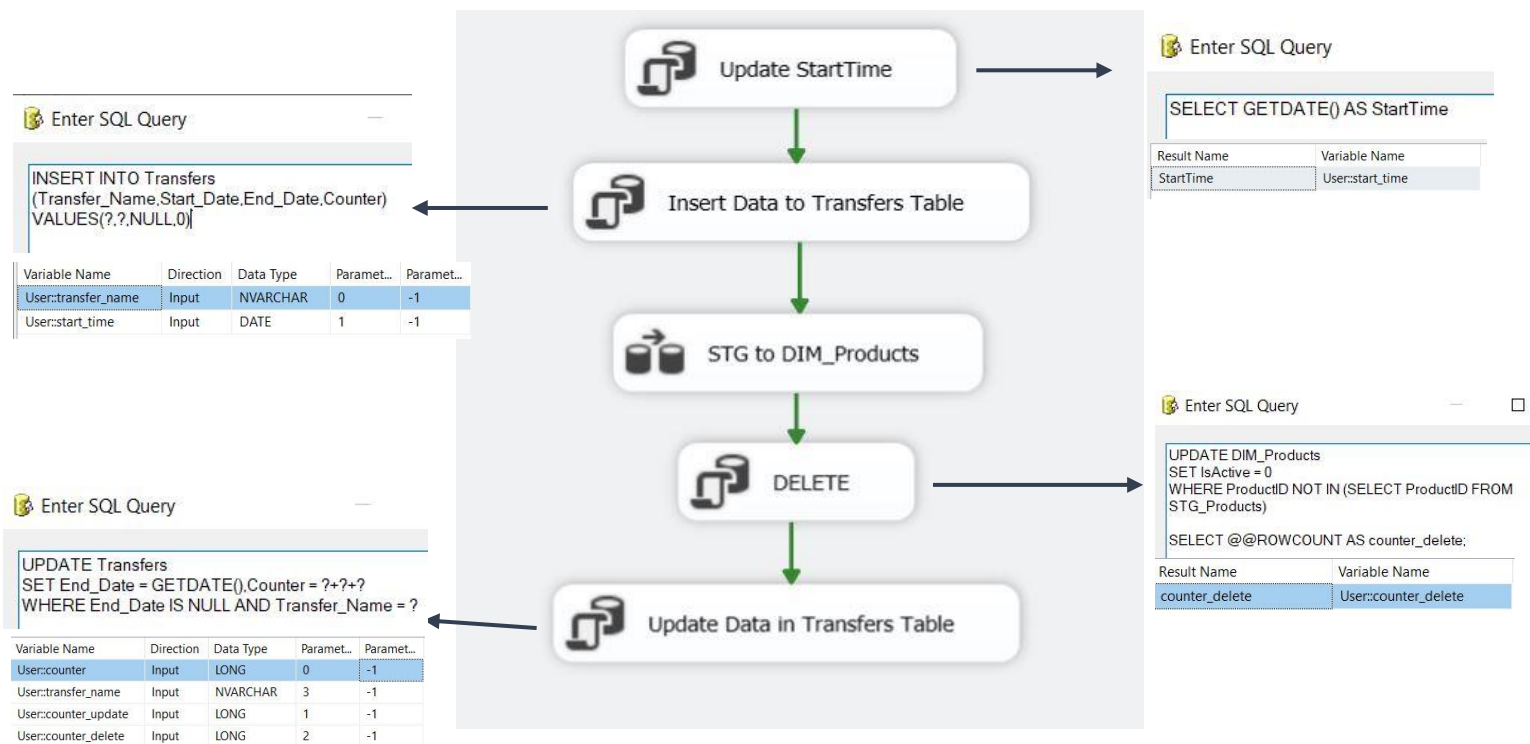 Update StartTime
Insert Data to Transfers Table
STG to DIM_Products
DELETE
Update Data in Transfers Table
Enter SQL Query
SELECT GETDATE() AS StartTime
Result Name Variable Name
StartTime User::start_time
Enter SQL Query
INSERT INTO Transfers
(Transfer_Name,Start_Date,End_Date,Counter)
VALUES(?,?,NULL,0)
Variable Name Direction Data Type Paramet... Paramet...
User::transfer_name Input NVARCHAR 0 -1
User::start_time Input DATE 1 -1
Enter SQL Query
UPDATE DIM_Products
SET IsActive = 0
WHERE ProductID NOT IN (SELECT ProductID FROM
STG_Products)
SELECT @@ROWCOUNT AS counter_delete;
Result Name Variable Name
counter_delete User::counter_delete
Enter SQL Query
UPDATE Transfers
SET End_Date = GETDATE(),Counter = ?+?+?
WHERE End_Date IS NULL AND Transfer_Name = ?
Variable Name Direction Data Type Paramet... Paramet...
User::counter Input LONG 0 -1
User::transfer_name Input NVARCHAR 3 -1
User::counter_update Input LONG 1 -1
User::counter_delete Input LONG 2 -1